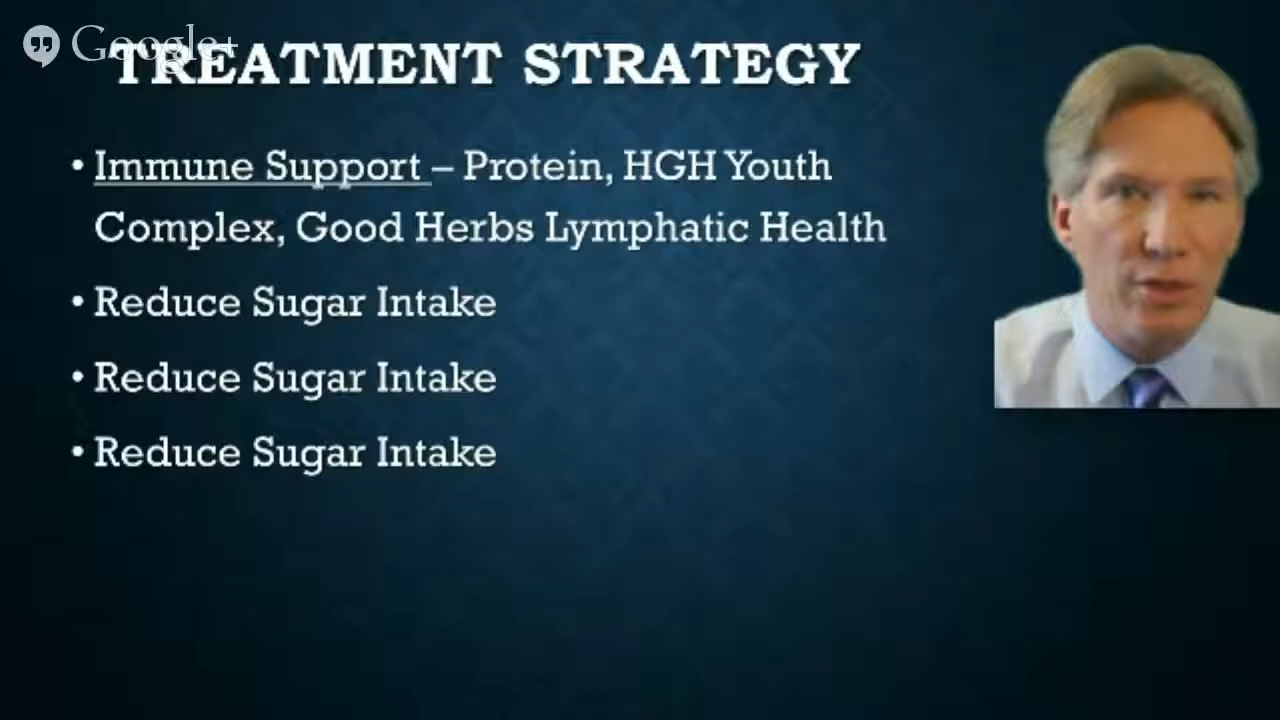 Google+
TREATMENT STRATEGY
• Immune Support – Protein, HGH Youth
Complex, Good Herbs Lymphatic Health
• Reduce Sugar Intake
• Reduce Sugar Intake
• Reduce Sugar Intake